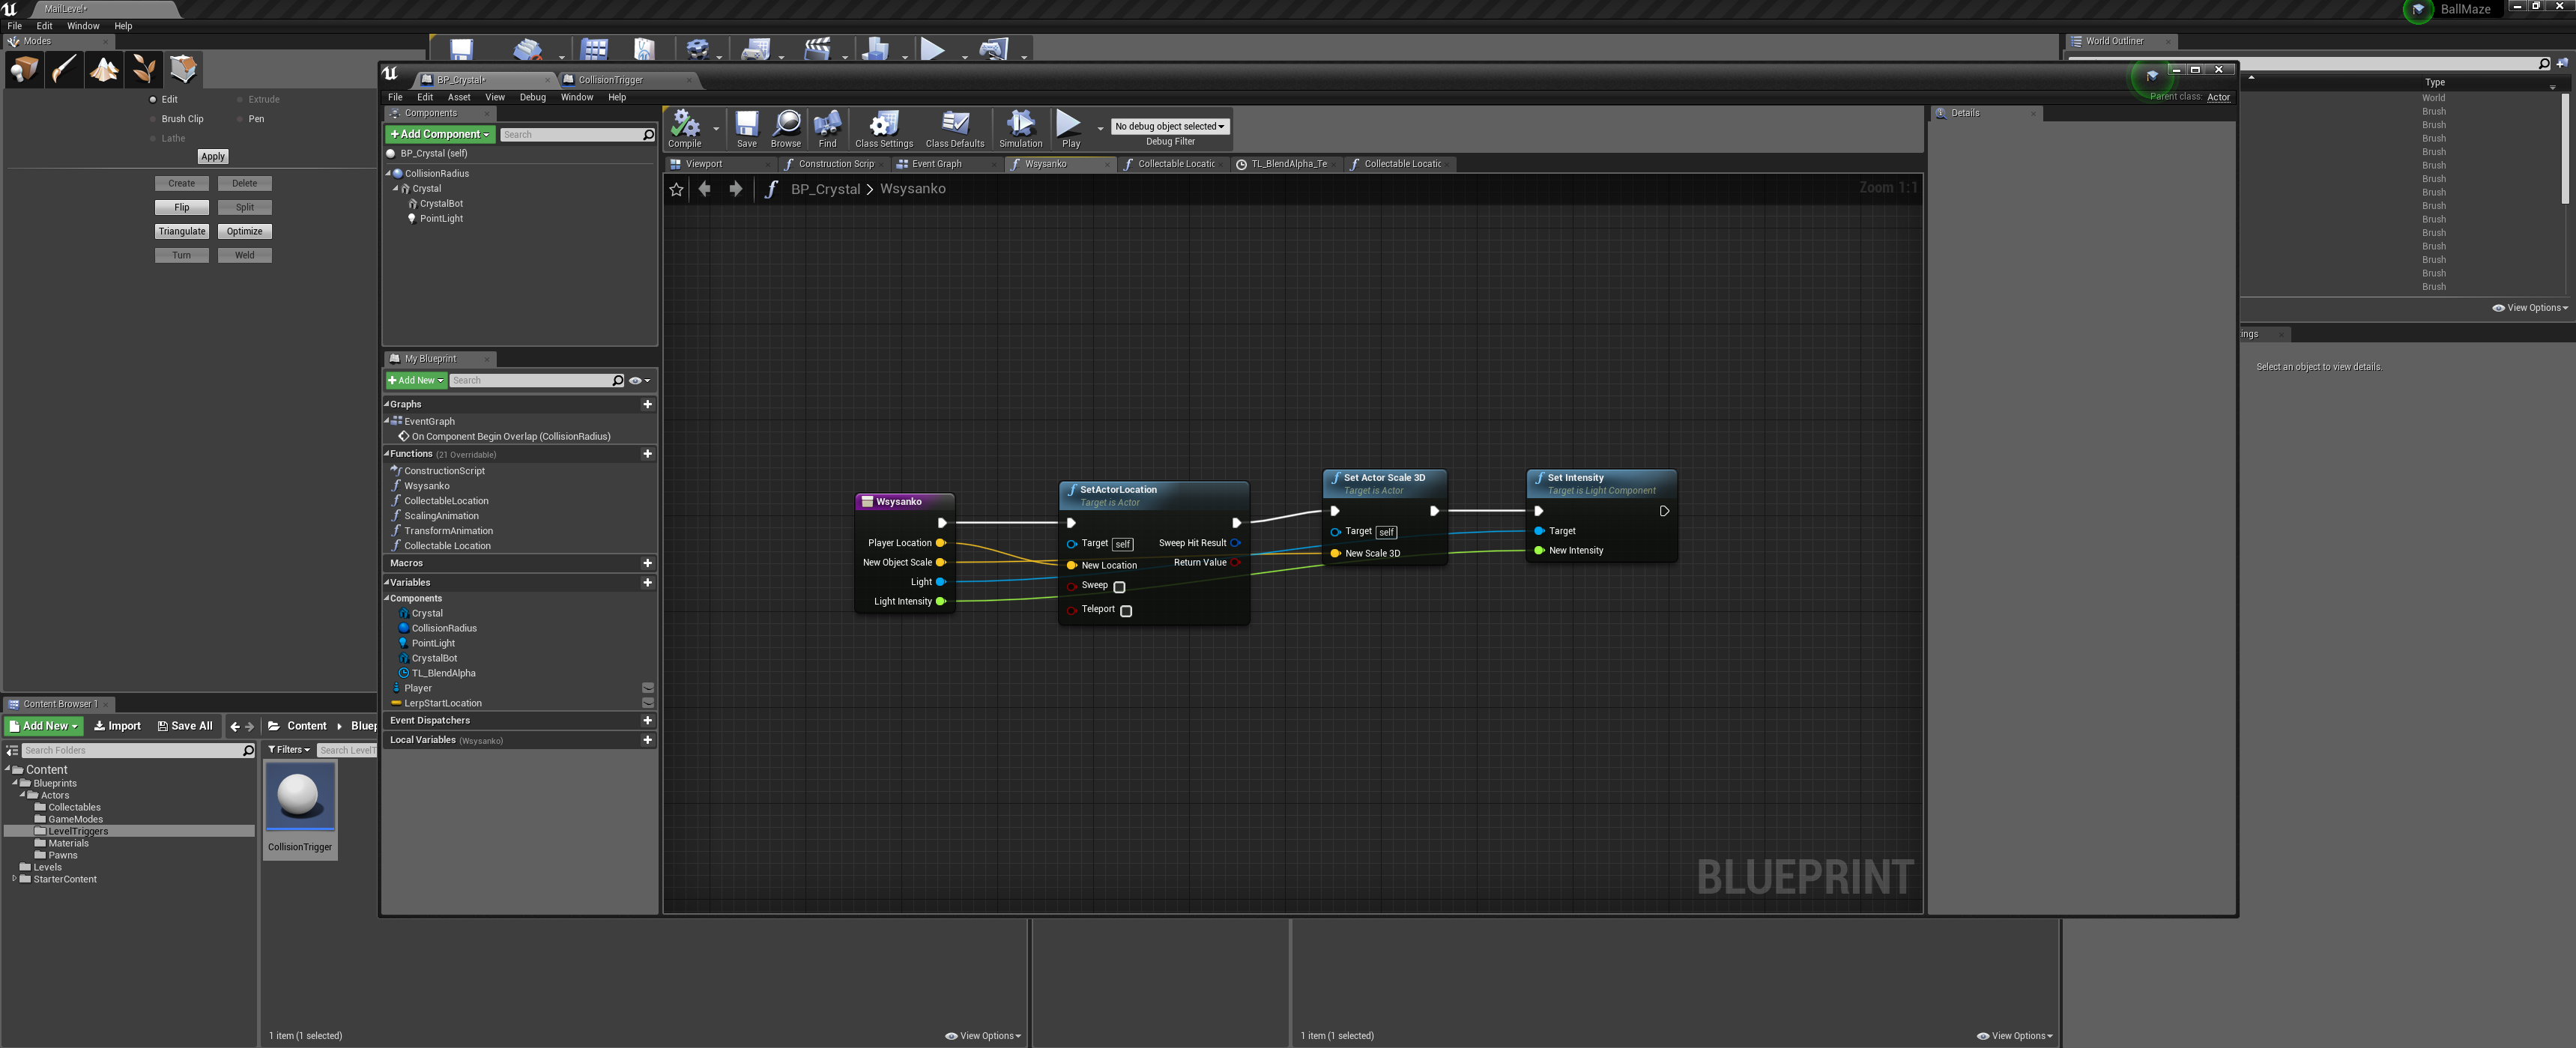 MailLevel*
BallMaze
File Edit Window Help
Modes
World Outliner
Edit
Extrude
Brush Clip
Pen
Lathe
Apply
Create
Delete
Flip
Split
Triangulate
Optimize
Turn
Weld
Type
World
Brush
Brush
Brush
Brush
Brush
Brush
Brush
Brush
Brush
Brush
Brush
Brush
Brush
Brush
View Options
ings
Select an object to view details.
BP_Crystal*
CollisionTrigger
File Edit Asset View Debug Window Help
Parent class: Actor
Components
+Add Component
Search
BP_Crystal (self)
CollisionRadius
Crystal
CrystalBot
PointLight
Compile
Save
Browse
Find
Class Settings
Class Defaults
Simulation
Play
No debug object selected
Debug Filter
Details
Viewport
Construction Scrip
Event Graph
Wsysanko
Collectable Locatic
TL_BlendAlpha_Te
Collectable Locatic
BP_Crystal > Wsysanko
Zoom 1:1
My Blueprint
+Add New
Search
Graphs
EventGraph
On Component Begin Overlap (CollisionRadius)
Functions (21 Overridable)
ConstructionScript
Wsysanko
CollectableLocation
ScalingAnimation
TransformAnimation
Collectable Location
Macros
Variables
Components
Crystal
CollisionRadius
PointLight
CrystalBot
TL_BlendAlpha
Player
LerpStartLocation
Event Dispatchers
Local Variables (Wsysanko)
Wsysanko
Player Location
New Object Scale
Light
Light Intensity
SetActorLocation
Target is Actor
Target self
Sweep Hit Result
New Location
Return Value
Sweep
Teleport
Set Actor Scale 3D
Target is Actor
Target self
New Scale 3D
Set Intensity
Target is Light Component
Target
New Intensity
BLUEPRINT
Content Browser 1
Add New
Import
Save All
Content
Bluep
Search Folders
Filters
Search LevelT
Content
Blueprints
Actors
Collectables
GameModes
LevelTriggers
Materials
Pawns
Levels
StarterContent
CollisionTrigger
1 item (1 selected)
View Options
1 item (1 selected)
View Options